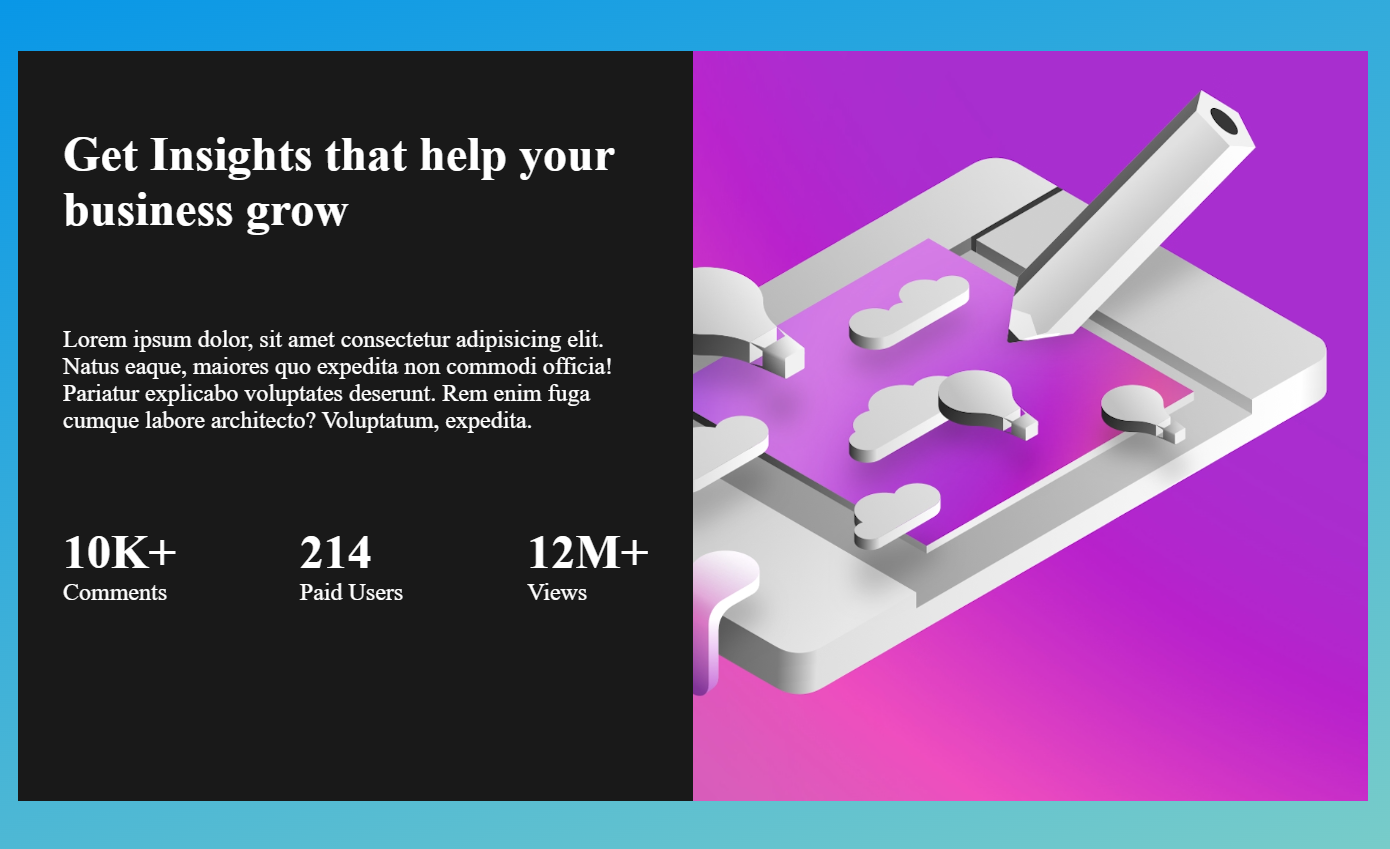 Get Insights that help your
business grow
Lorem ipsum dolor, sit amet consectetur adipisicing elit.
Natus eaque, maiores quo expedita non commodi officia!
Pariatur explicabo voluptates deserunt. Rem enim fuga
cumque labore architecto? Voluptatum, expedita.
10K+ 214 12M+
Comments Paid Users Views